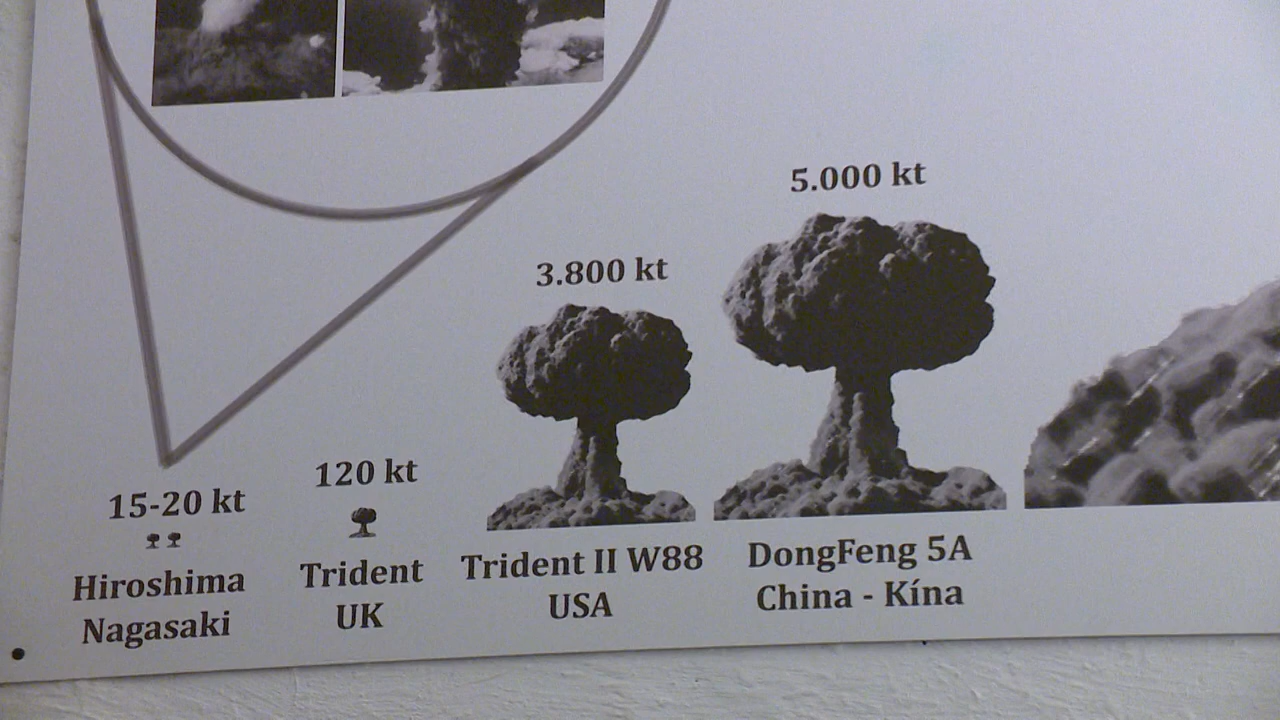 5.000 kt
3.800 kt
120 kt
15-20 kt
Hiroshima
Nagasaki
Trident
UK
Trident II W88
USA
DongFeng 5A
China - Kína